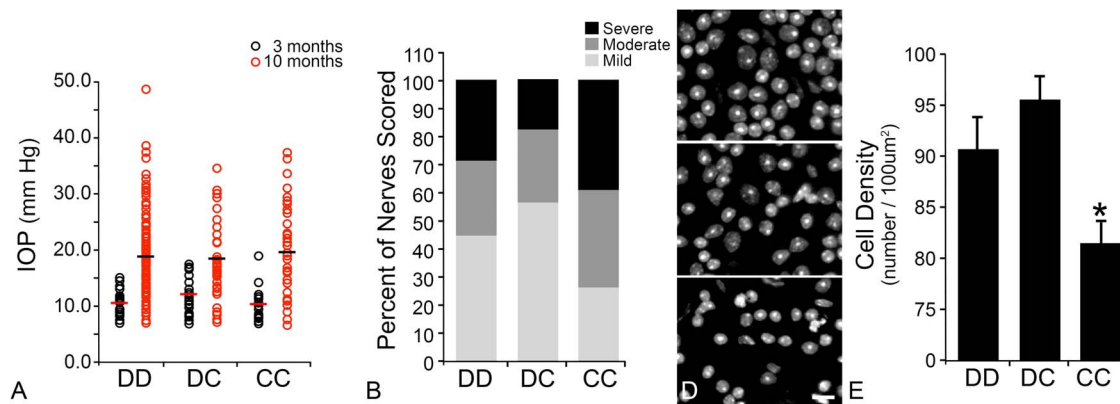 A
IOP (mm Hg)
3 months
10 months
50.0
40.0
30.0
20.0
10.0
0.0
DD DC CC
B
Percent of Nerves Scored
Severe
Moderate
Mild
110
100
90
80
70
60
50
40
30
20
10
0
DD DC CC
D
E
Cell Density
(number / 100um²)
100
95
90
85
80
75
0
*
DD DC CC